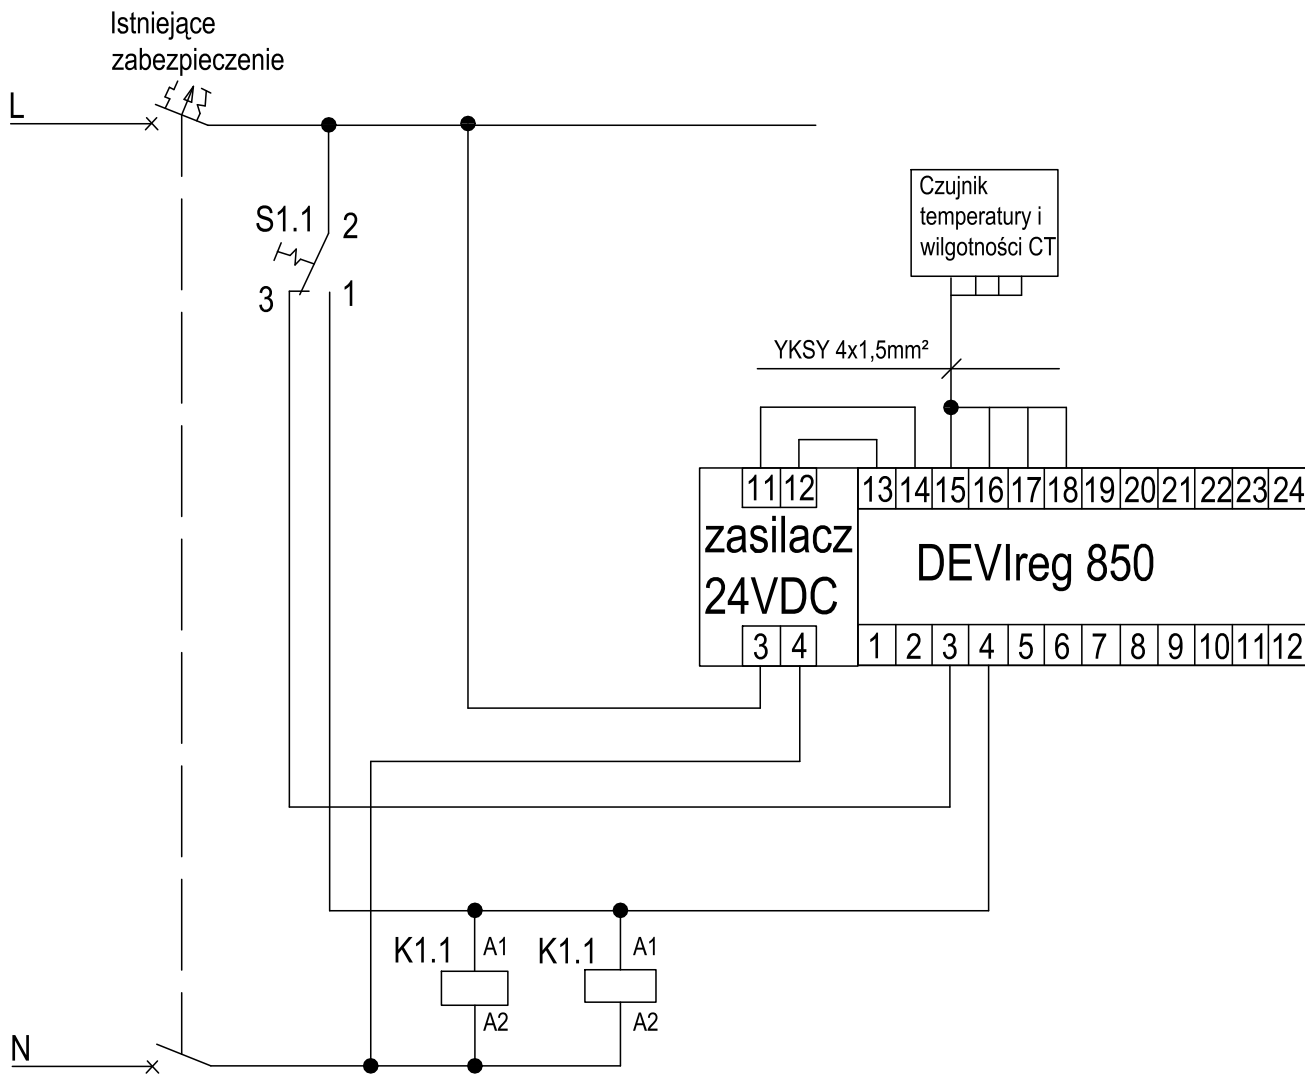 Istniejące
zabezpieczenie
L
S1.1
2
3
1
Czujnik
temperatury i
wilgotności CT
YKSY 4x1,5mm²
11 12 13 14 15 16 17 18 19 20 21 22 23 24
zasilacz
24VDC
DEVIreg 850
3 4 1 2 3 4 5 6 7 8 9 10 11 12
K1.1 A1
A2
K1.1 A1
A2
N